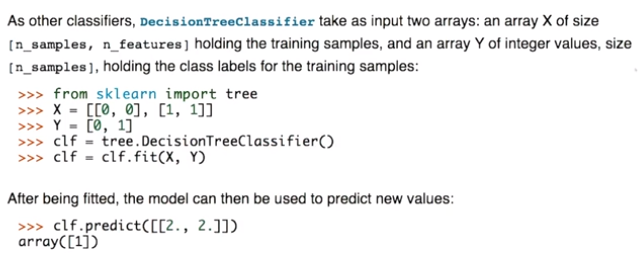 As other classifiers, DecisionTreeClassifier take as input two arrays: an array X of size
[n_samples, n_features] holding the training samples, and an array Y of integer values, size
[n_samples], holding the class labels for the training samples:
>>> from sklearn import tree
>>> X = [[0, 0], [1, 1]]
>>> Y = [0, 1]
>>> clf = tree.DecisionTreeClassifier()
>>> clf = clf.fit(X, Y)
After being fitted, the model can then be used to predict new values:
>>> clf.predict([[2., 2.]])
array([1])